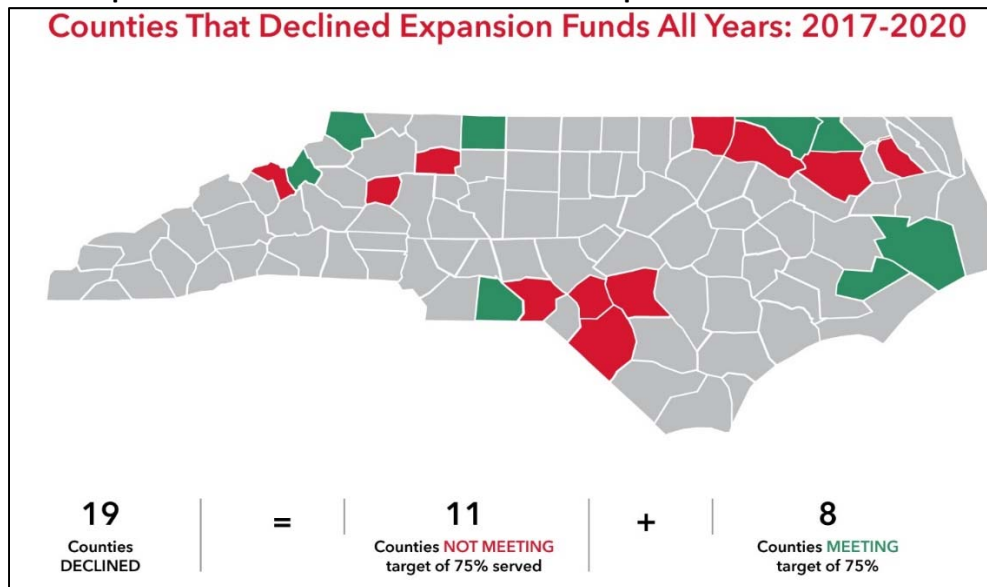 Counties That Declined Expansion Funds All Years: 2017-2020
19
Counties
DECLINED
=
11
Counties NOT MEETING
target of 75% served
+
8
Counties MEETING
target of 75%